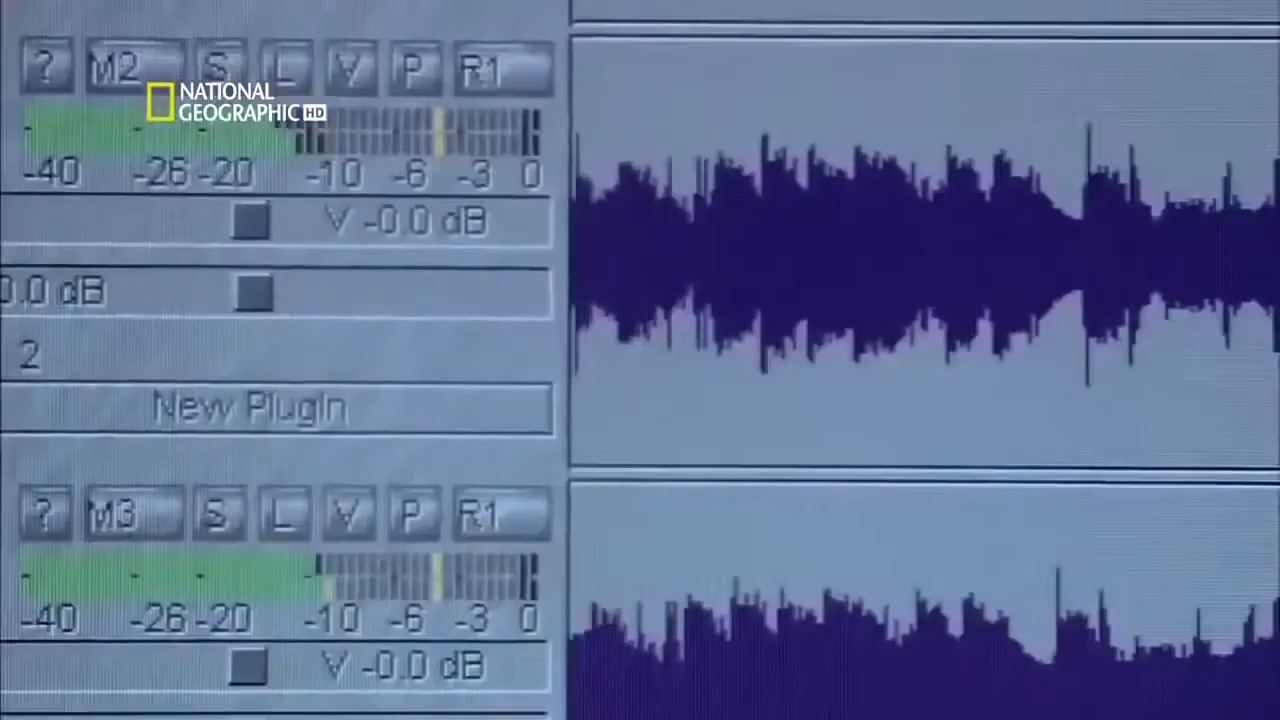 ? M2 S L V P R1
NATIONAL
GEOGRAPHIC HD
-40 -26 -20 -10 -6 -3 0
V -0.0 dB
0.0 dB
2
New PlugIn
? M3 S L V P R1
-40 -26 -20 -10 -6 -3 0
V -0.0 dB